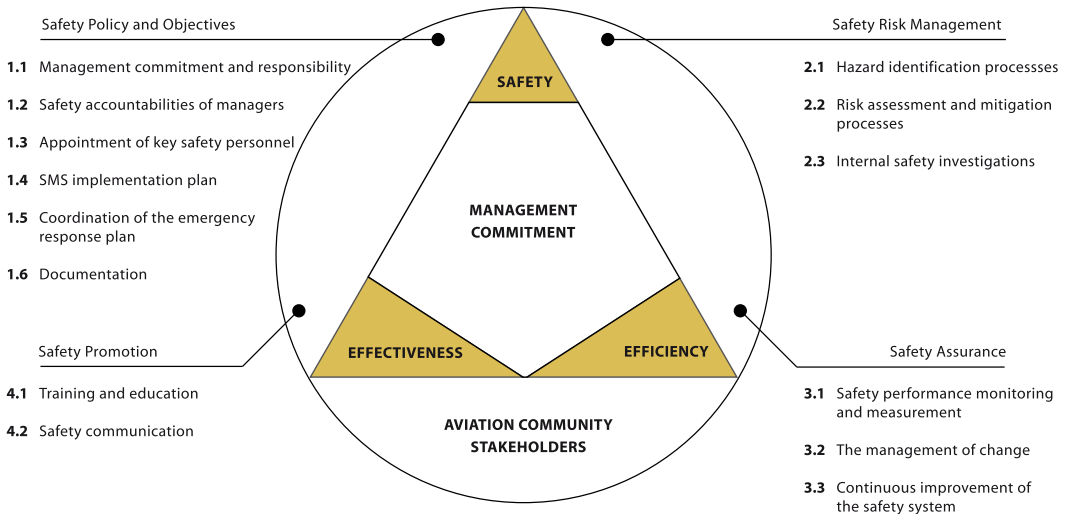 Safety Policy and Objectives
1.1 Management commitment and responsibility
1.2 Safety accountabilities of managers
1.3 Appointment of key safety personnel
1.4 SMS implementation plan
1.5 Coordination of the emergency
response plan
1.6 Documentation
Safety Risk Management
2.1 Hazard identification processses
2.2 Risk assessment and mitigation
processes
2.3 Internal safety investigations
SAFETY
MANAGEMENT
COMMITMENT
EFFECTIVENESS
EFFICIENCY
AVIATION COMMUNITY
STAKEHOLDERS
Safety Promotion
4.1 Training and education
4.2 Safety communication
Safety Assurance
3.1 Safety performance monitoring
and measurement
3.2 The management of change
3.3 Continuous improvement of
the safety system